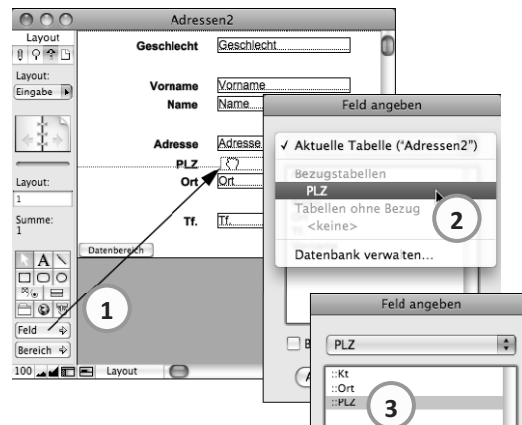 Adressen2
Layout
Layout:
Eingabe
Layout:
1
Summe:
1
A
Feld
Bereich
100
Layout
Geschlecht Geschlecht
Vorname Vorname
Name Name
Adresse Adresse
PLZ
Ort Ort
Tf. Tf.
Datenbereich
1
Feld angeben
✓ Aktuelle Tabelle ("Adressen2")
Bezugstabellen
PLZ
Tabellen ohne Bezug
<keine>
Datenbank verwalten...
2
B
A
Feld angeben
PLZ
::Kt
::Ort
::PLZ
3